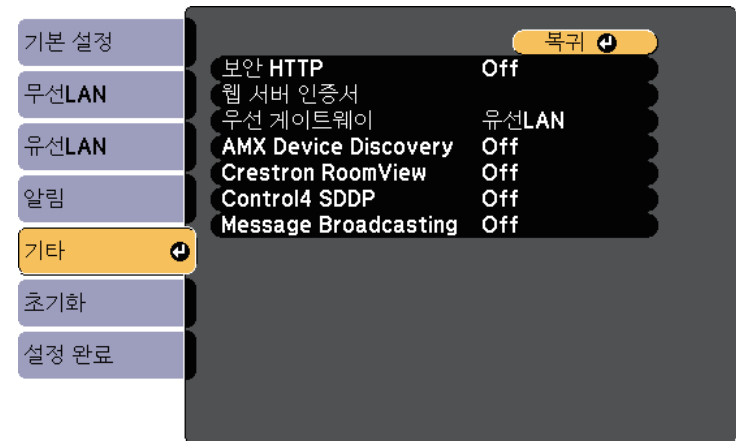 기본 설정
무선LAN
유선LAN
알림
기타
초기화
설정 완료
복귀
보안 HTTP Off
웹 서버 인증서
우선 게이트웨이 유선LAN
AMX Device Discovery Off
Crestron RoomView Off
Control4 SDDP Off
Message Broadcasting Off